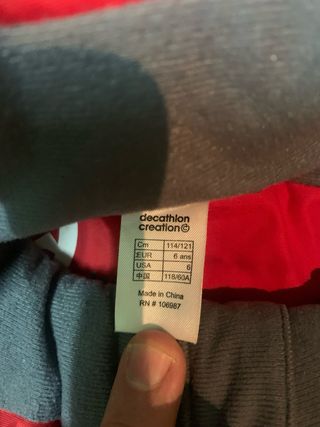 decathlon
creation©
Cm 114/121
EUR 6 ans
USA 6
中国 118/60A
Made in China
RN # 106987